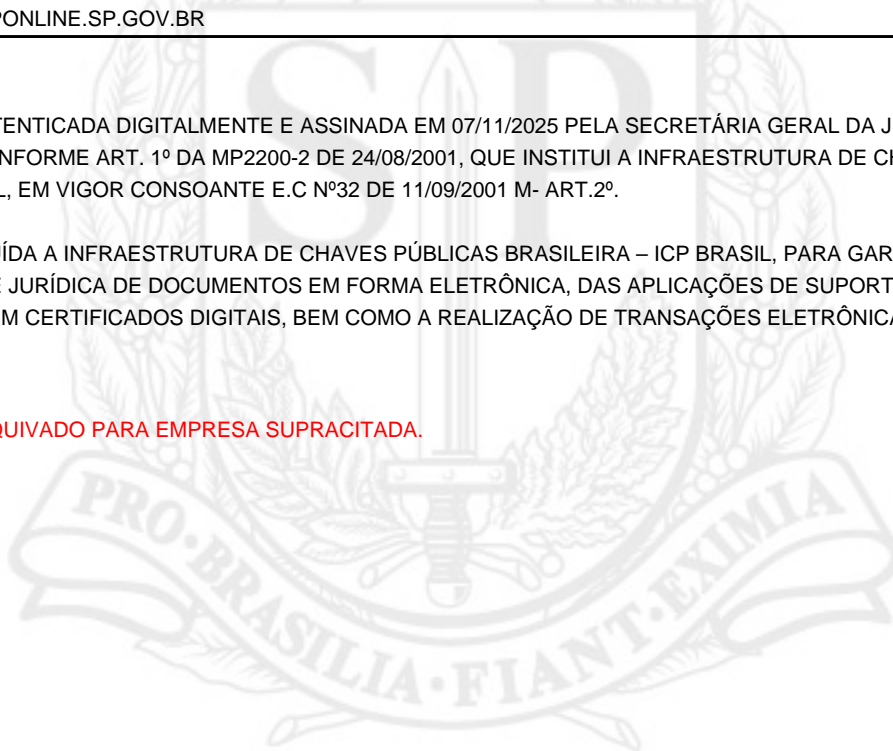 PONLINE.SP.GOV.BR
TENTICADA DIGITALMENTE E ASSINADA EM 07/11/2025 PELA SECRETÁRIA GERAL DA J
NFORME ART. 1º DA MP2200-2 DE 24/08/2001, QUE INSTITUI A INFRAESTRUTURA DE CH
L, EM VIGOR CONSOANTE E.C Nº32 DE 11/09/2001 M- ART.2º.
UÍDA A INFRAESTRUTURA DE CHAVES PÚBLICAS BRASILEIRA – ICP BRASIL, PARA GAR
E JURÍDICA DE DOCUMENTOS EM FORMA ELETRÔNICA, DAS APLICAÇÕES DE SUPORT
EM CERTIFICADOS DIGITAIS, BEM COMO A REALIZAÇÃO DE TRANSAÇÕES ELETRÔNICA
QUIVADO PARA EMPRESA SUPRACITADA.
SP
PRO·BRASILIA·FIANT·EXIMIA